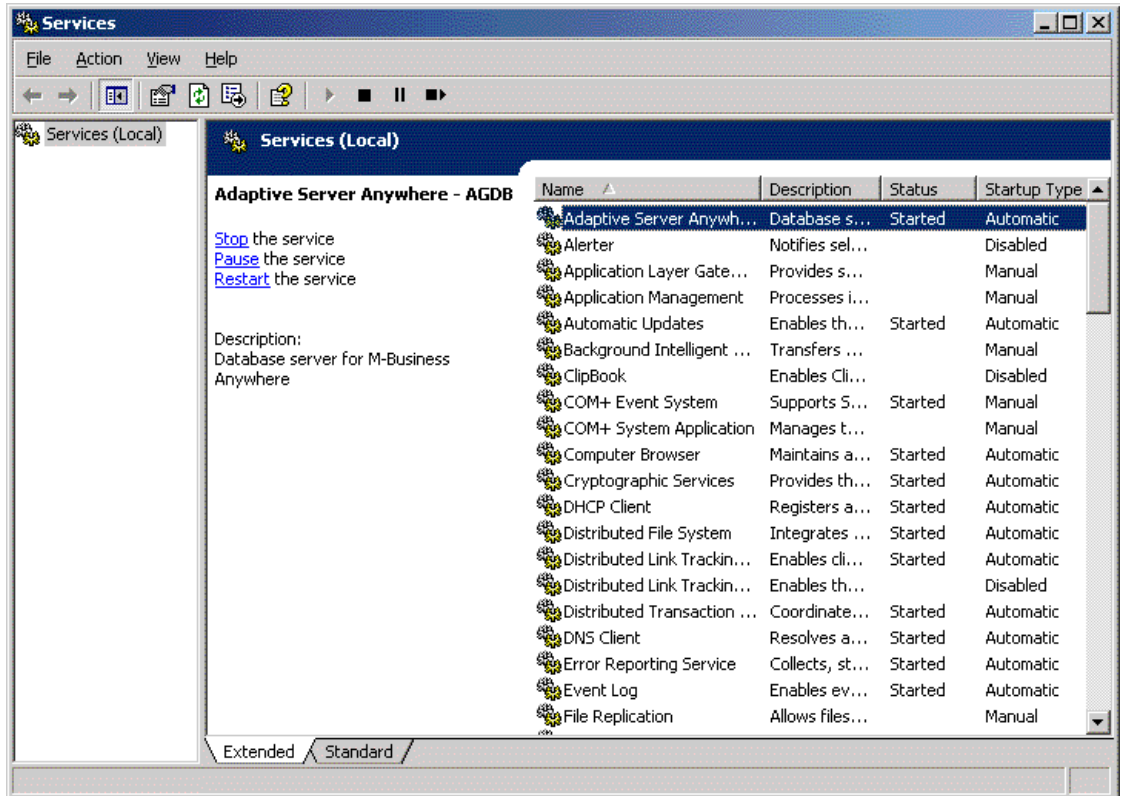 Services
File Action View Help
Services (Local)
Services (Local)
Adaptive Server Anywhere - AGDB
Stop the service
Pause the service
Restart the service
Description:
Database server for M-Business
Anywhere
Name Description Status Startup Type
Adaptive Server Anywh... Database s... Started Automatic
Alerter Notifies sel... Disabled
Application Layer Gate... Provides s... Manual
Application Management Processes i... Manual
Automatic Updates Enables th... Started Automatic
Background Intelligent ... Transfers ... Manual
ClipBook Enables Cli... Disabled
COM+ Event System Supports S... Started Manual
COM+ System Application Manages t... Manual
Computer Browser Maintains a... Started Automatic
Cryptographic Services Provides th... Started Automatic
DHCP Client Registers a... Started Automatic
Distributed File System Integrates ... Started Automatic
Distributed Link Trackin... Enables cli... Started Automatic
Distributed Link Trackin... Enables th... Disabled
Distributed Transaction ... Coordinate... Started Automatic
DNS Client Resolves a... Started Automatic
Error Reporting Service Collects, st... Started Automatic
Event Log Enables ev... Started Automatic
File Replication Allows files... Manual
Extended Standard